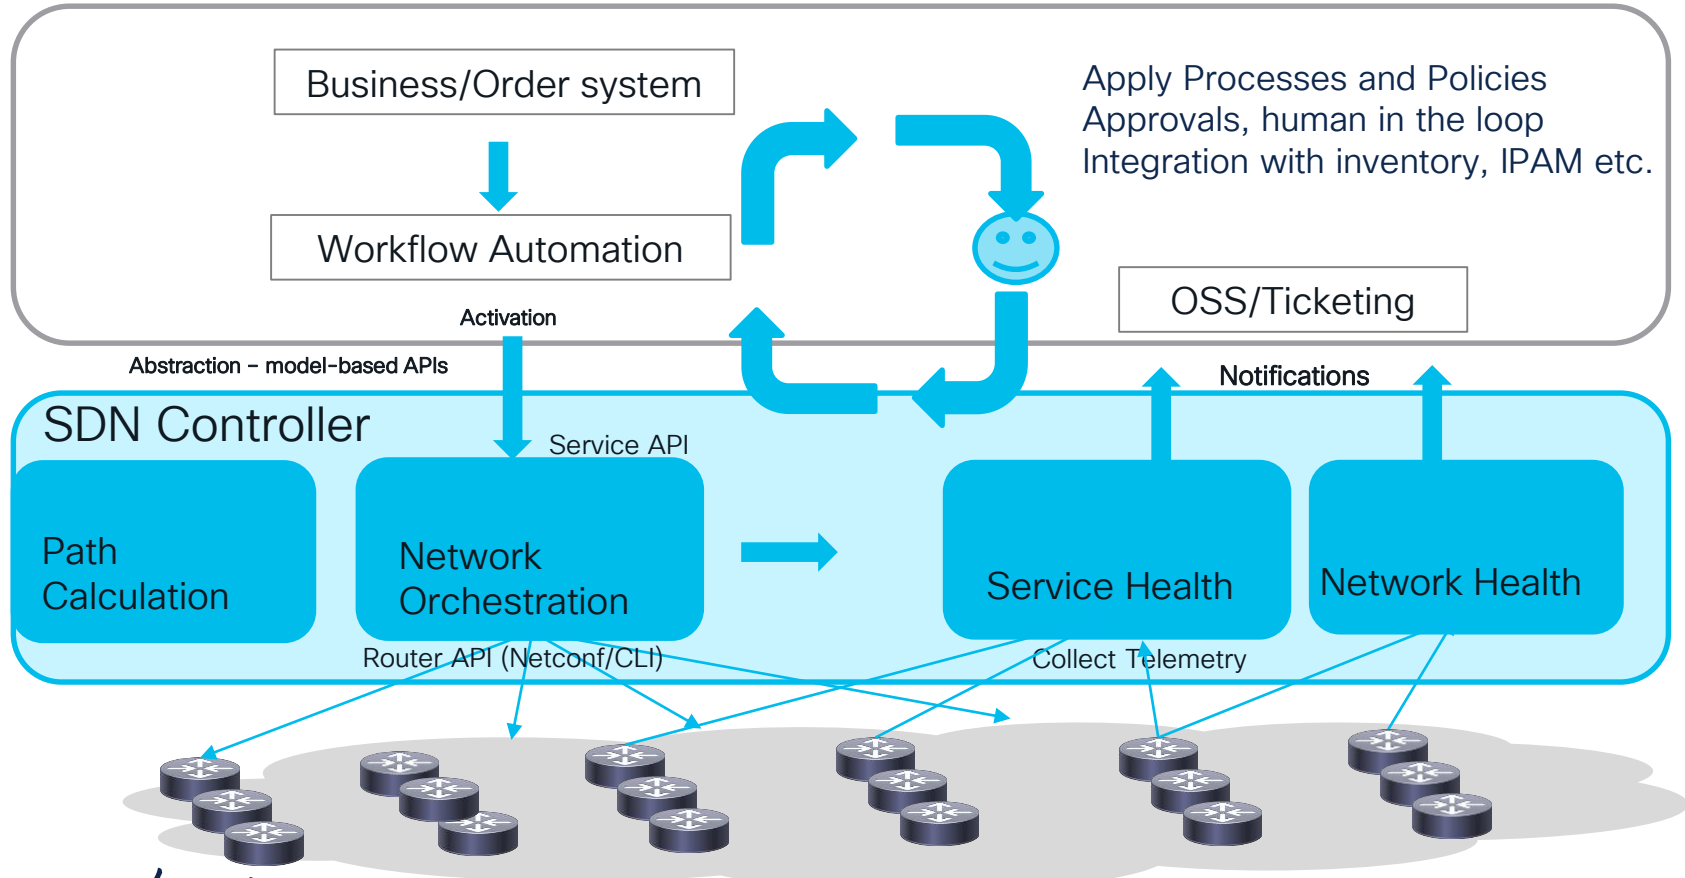 Business/Order system
Apply Processes and Policies
Approvals, human in the loop
Integration with inventory, IPAM etc.
Workflow Automation
OSS/Ticketing
Activation
Abstraction – model-based APIs
Notifications
SDN Controller
Service API
Path
Calculation
Network
Orchestration
Service Health
Network Health
Router API (Netconf/CLI)
Collect Telemetry